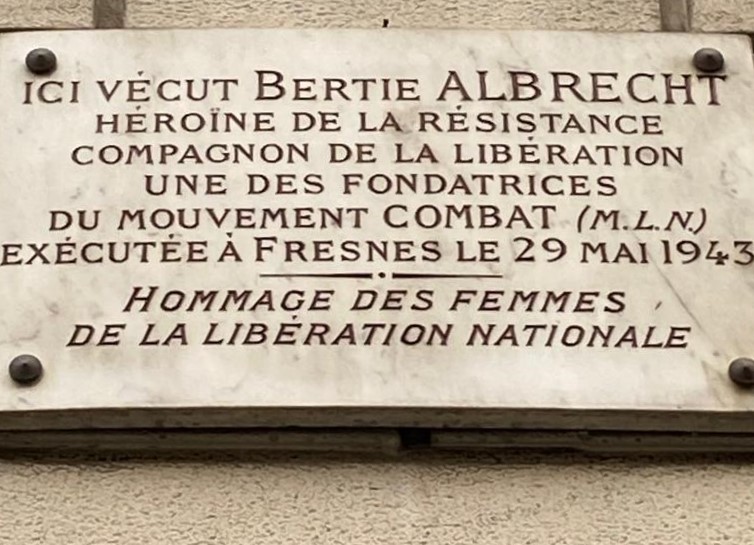 ICI VÉCUT BERTIE ALBRECHT
HÉROÏNE DE LA RÉSISTANCE
COMPAGNON DE LA LIBÉRATION
UNE DES FONDATRICES
DU MOUVEMENT COMBAT (M.L.N.)
EXÉCUTÉE À FRESNES LE 29 MAI 1943
HOMMAGE DES FEMMES
DE LA LIBÉRATION NATIONALE